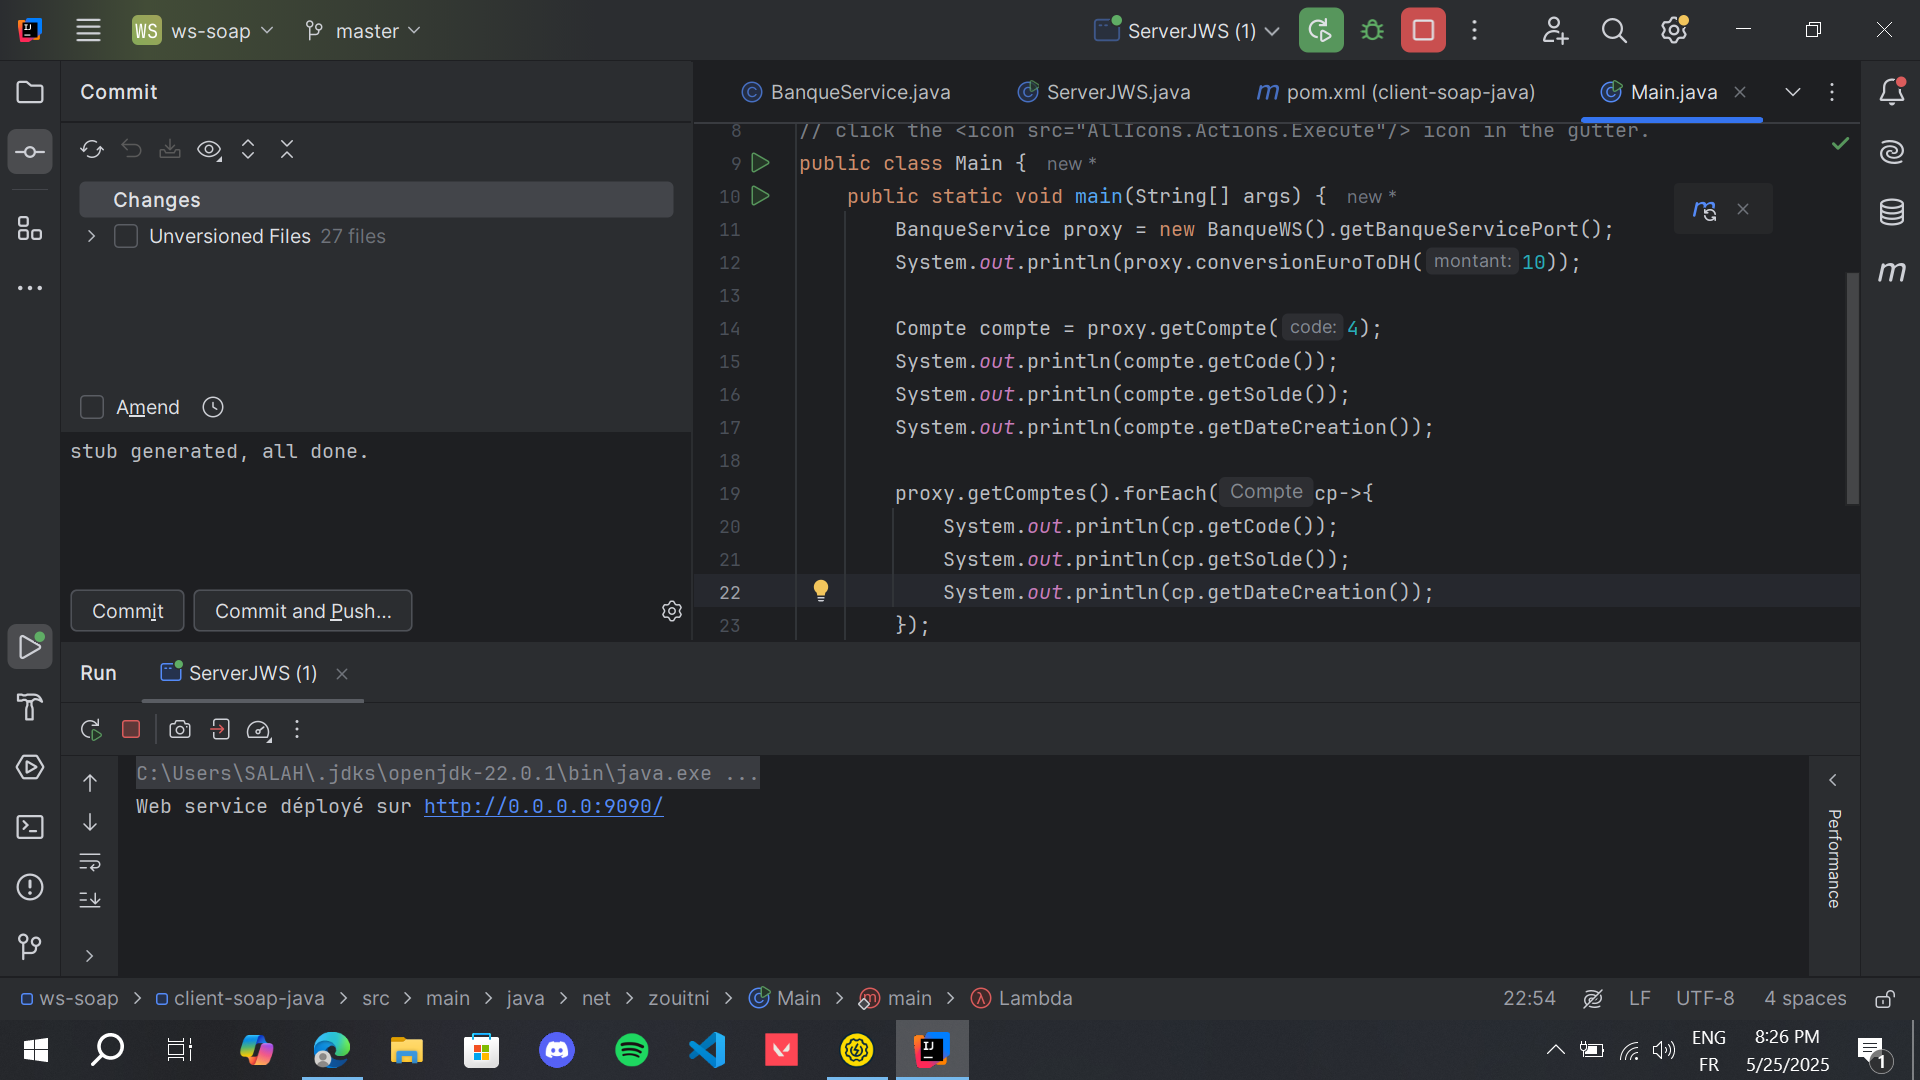 WS ws-soap master ServerJWS (1)
Commit
BanqueService.java ServerJWS.java pom.xml (client-soap-java) Main.java
Changes
Unversioned Files 27 files
Amend
stub generated, all done.
Commit Commit and Push...
8 // click the <icon src="AllIcons.Actions.Execute"/> icon in the gutter.
9 public class Main { new *
10 public static void main(String[] args) { new *
11 BanqueService proxy = new BanqueWS().getBanqueServicePort();
12 System.out.println(proxy.conversionEuroToDH( montant: 10));
13
14 Compte compte = proxy.getCompte( code: 4);
15 System.out.println(compte.getCode());
16 System.out.println(compte.getSolde());
17 System.out.println(compte.getDateCreation());
18
19 proxy.getComptes().forEach( Compte cp->{
20 System.out.println(cp.getCode());
21 System.out.println(cp.getSolde());
22 System.out.println(cp.getDateCreation());
23 });
Run ServerJWS (1)
C:\Users\SALAH\.jdks\openjdk-22.0.1\bin\java.exe ...
Web service déployé sur http://0.0.0.0:9090/
Performance
ws-soap > client-soap-java > src > main > java > net > zouitni > Main > main > Lambda
22:54 LF UTF-8 4 spaces
ENG 8:26 PM
FR 5/25/2025
1